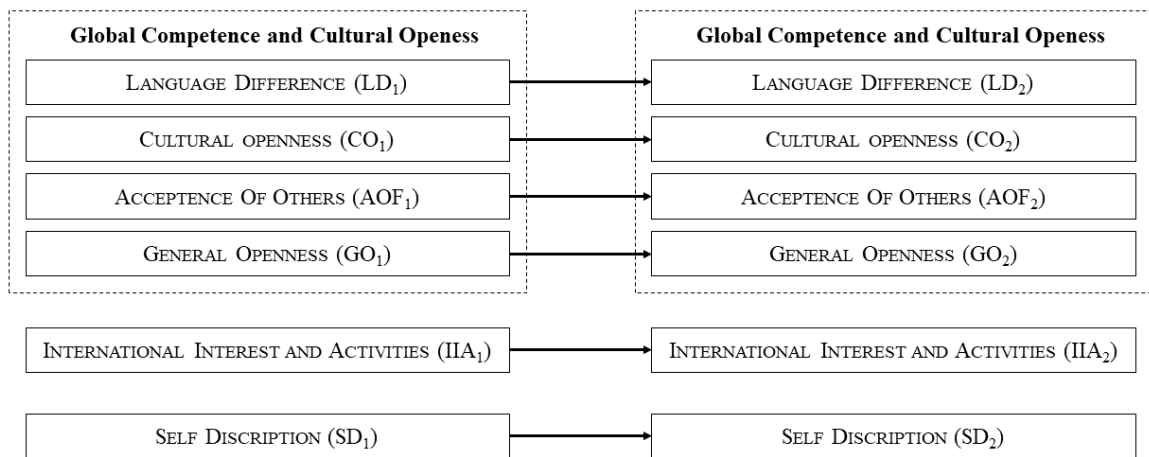 Global Competence and Cultural Openess
Language Difference (LD₁)
Cultural openness (CO₁)
Acceptence Of Others (AOF₁)
General Openness (GO₁)
International Interest and Activities (IIA₁)
Self Discription (SD₁)
Global Competence and Cultural Openess
Language Difference (LD₂)
Cultural openness (CO₂)
Acceptence Of Others (AOF₂)
General Openness (GO₂)
International Interest and Activities (IIA₂)
Self Discription (SD₂)